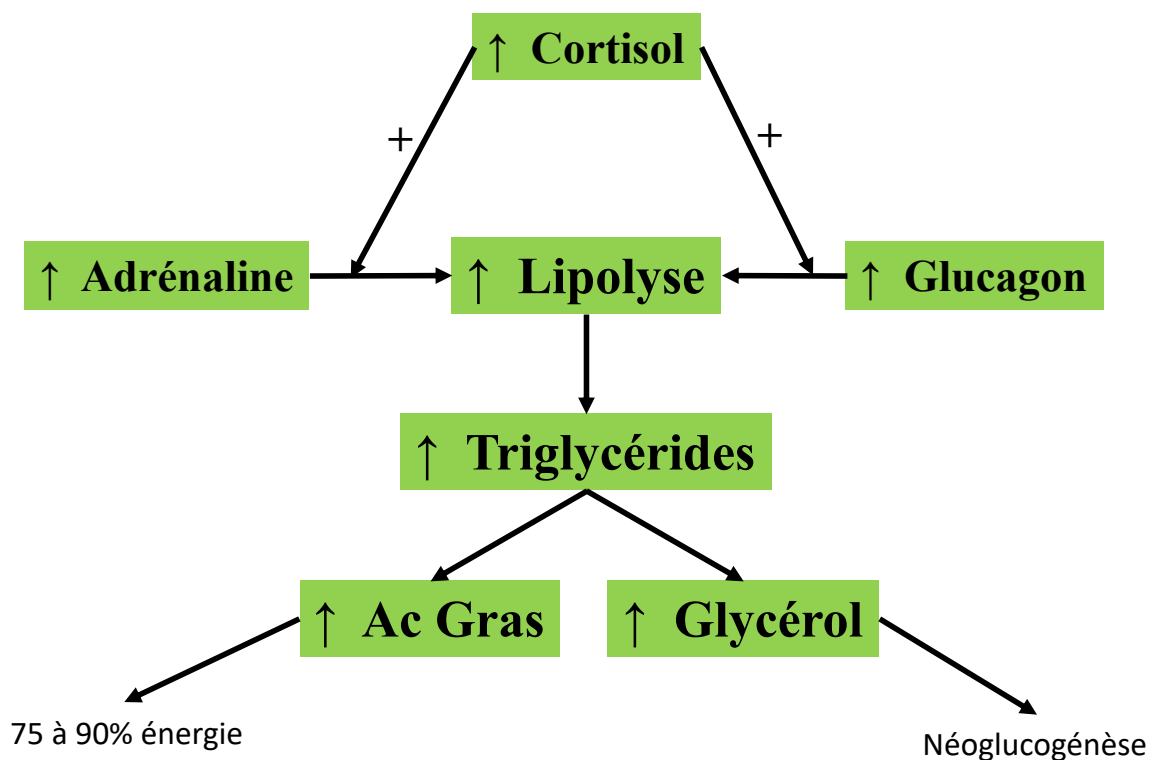 ↑ Cortisol
+
+
↑ Adrénaline
↑ Lipolyse
↑ Glucagon
↑ Triglycérides
↑ Ac Gras
↑ Glycérol
75 à 90% énergie
Néoglucogénèse